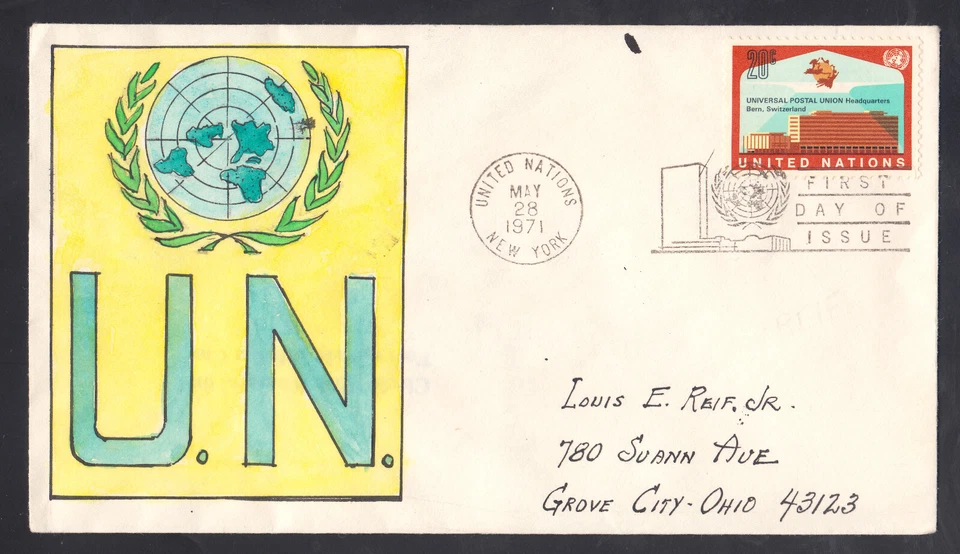 U.N.
20c
UNIVERSAL POSTAL UNION Headquarters
Bern, Switzerland
UNITED NATIONS
UNITED NATIONS
MAY
28
1971
NEW YORK
FIRST
DAY OF
ISSUE
LOUIS E. REIF, JR.
780 SUANN AVE
GROVE CITY-OHIO 43123